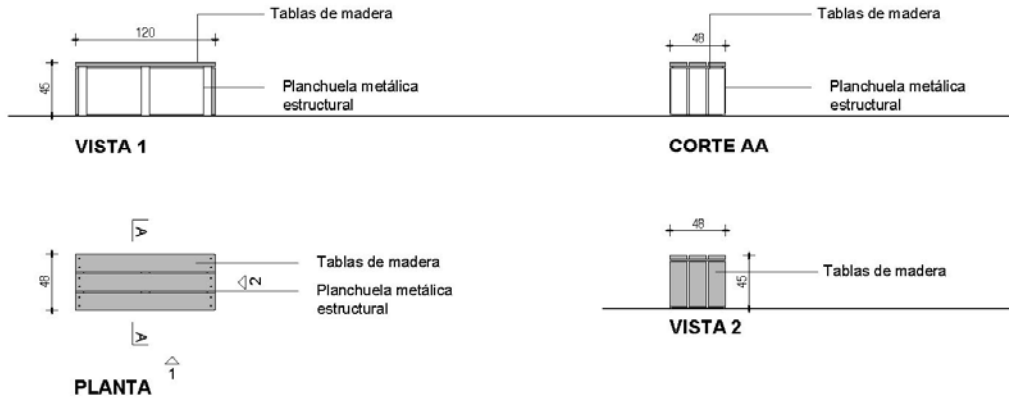 Tablas de madera
120
45
Planchuela metálica
estructural
VISTA 1
Tablas de madera
48
Planchuela metálica
estructural
CORTE AA
A
48
Tablas de madera
2
Planchuela metálica
estructural
A
1
PLANTA
48
45
Tablas de madera
VISTA 2